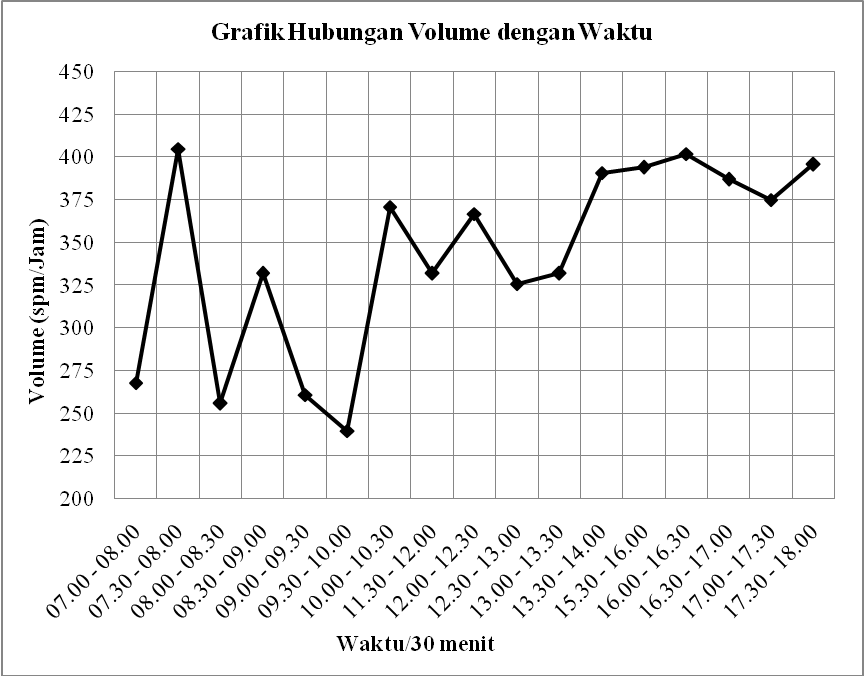 Grafik Hubungan Volume dengan Waktu
Volume (spm/Jam)
450
425
400
375
350
325
300
275
250
225
200
07.00 - 08.00
07.30 - 08.00
08.00 - 08.30
08.30 - 09.00
09.00 - 09.30
09.30 - 10.00
10.00 - 10.30
11.30 - 12.00
12.00 - 12.30
12.30 - 13.00
13.00 - 13.30
13.30 - 14.00
15.30 - 16.00
16.00 - 16.30
16.30 - 17.00
17.00 - 17.30
17.30 - 18.00
Waktu/30 menit